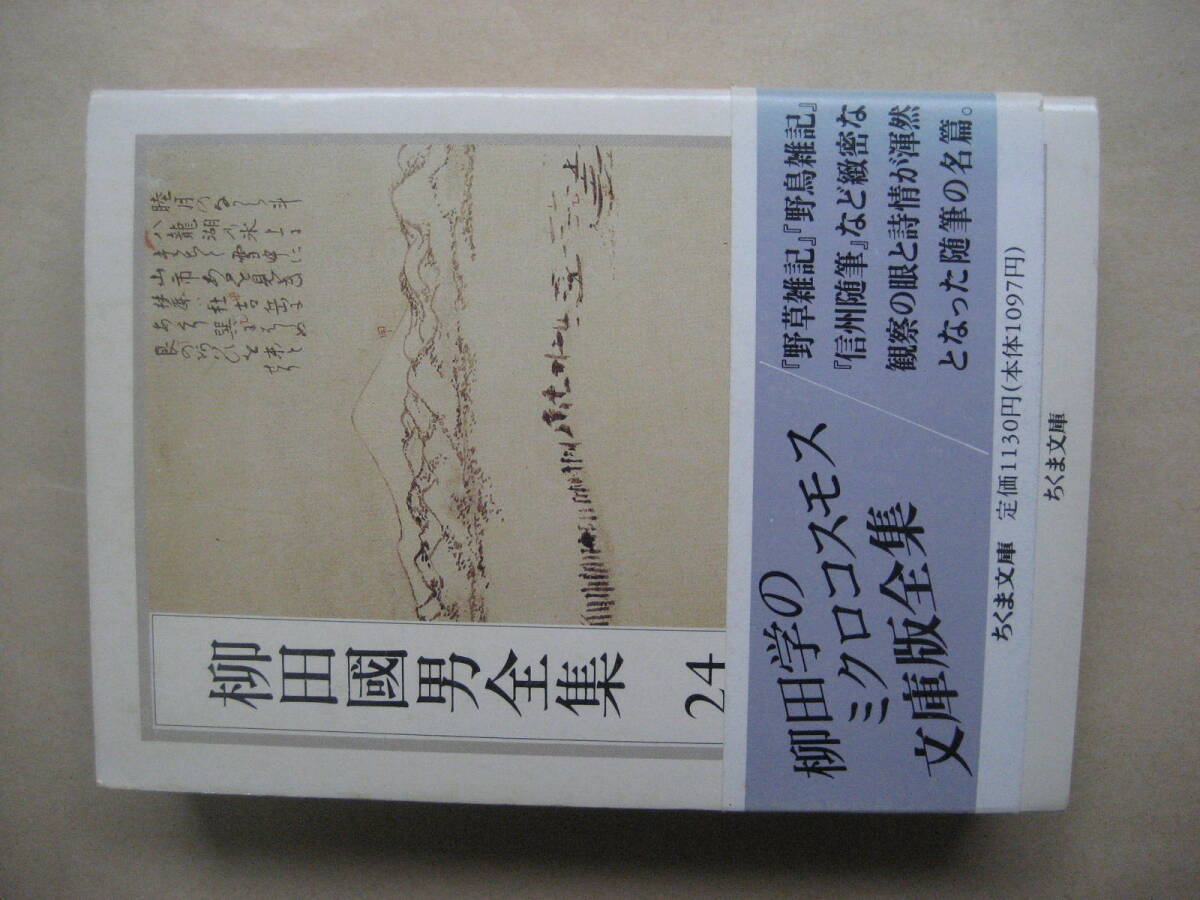 柳田國男全集
24
柳田学の
ミクロコスモス
文庫版全集
『野草雑記』『野鳥雑記』
『信州随筆』など緻密な
観察の眼と詩情が渾然
となった随筆の名篇。
ちくま文庫 定価1130円(本体1097円)
ちくま文庫